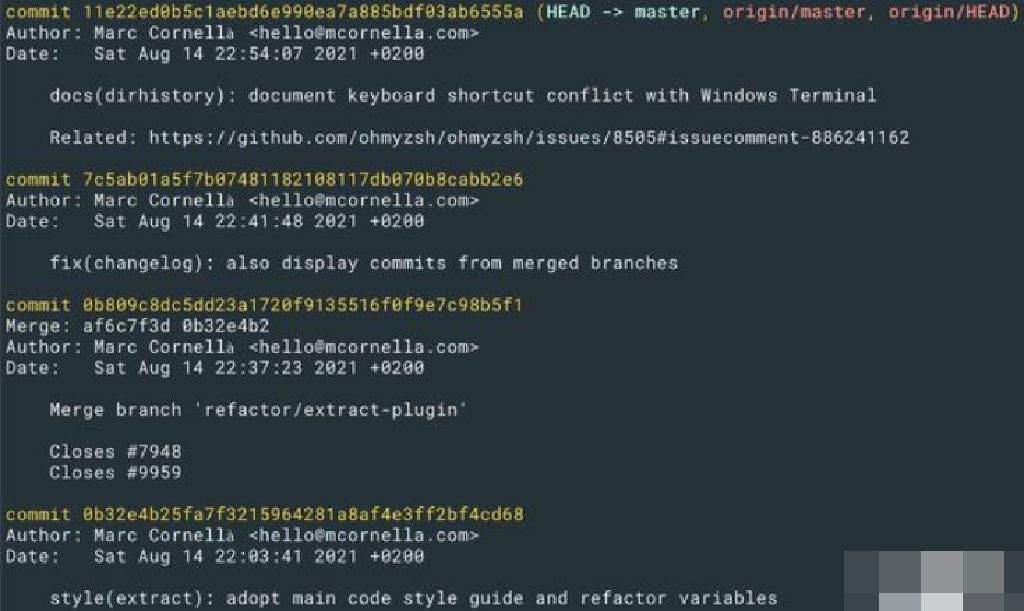 commit 11e22ed0b5c1aebd6e990ea7a885bdf03ab6555a (HEAD -> master, origin/master, origin/HEAD)
Author: Marc Cornellà <hello@mcornella.com>
Date:   Sat Aug 14 22:54:07 2021 +0200
docs(dirhistory): document keyboard shortcut conflict with Windows Terminal
Related: https://github.com/ohmyzsh/ohmyzsh/issues/8505#issuecomment-886241162
commit 7c5ab01a5f7b07481182108117db070b8cabb2e6
Author: Marc Cornellà <hello@mcornella.com>
Date:   Sat Aug 14 22:41:48 2021 +0200
fix(changelog): also display commits from merged branches
commit 0b809c8dc5dd23a1720f9135516f0f9e7c98b5f1
Merge: af6c7f3d 0b32e4b2
Author: Marc Cornellà <hello@mcornella.com>
Date:   Sat Aug 14 22:37:23 2021 +0200
Merge branch 'refactor/extract-plugin'
Closes #7948
Closes #9959
commit 0b32e4b25fa7f3215964281a8af4e3ff2bf4cd68
Author: Marc Cornellà <hello@mcornella.com>
Date:   Sat Aug 14 22:03:41 2021 +0200
style(extract): adopt main code style guide and refactor variables